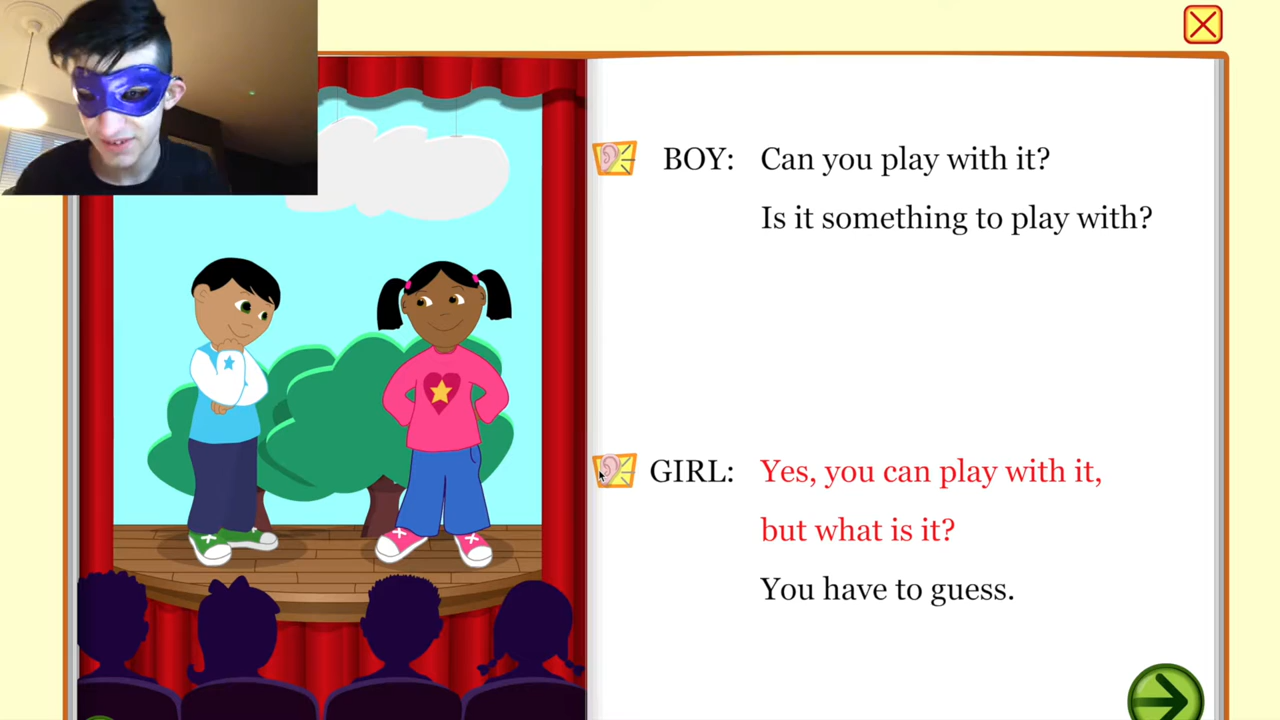 BOY: Can you play with it?
Is it something to play with?
GIRL: Yes, you can play with it,
but what is it?
You have to guess.